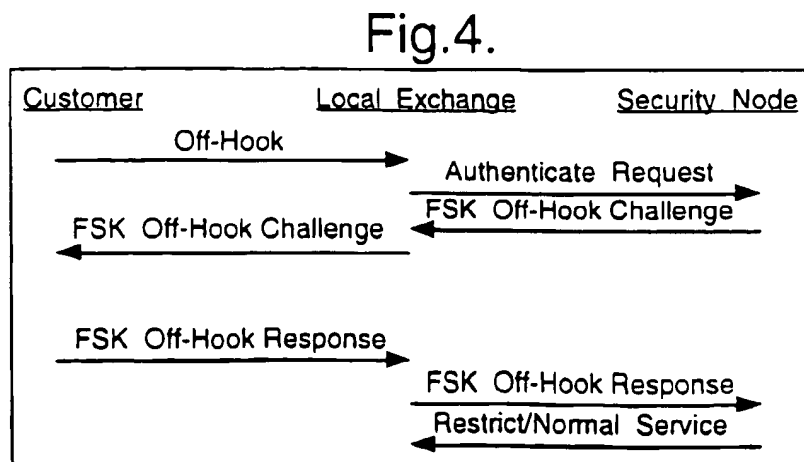 Fig.4.
Customer Local Exchange Security Node
Off-Hook
Authenticate Request
FSK Off-Hook Challenge
FSK Off-Hook Challenge
FSK Off-Hook Response
FSK Off-Hook Response
Restrict/Normal Service